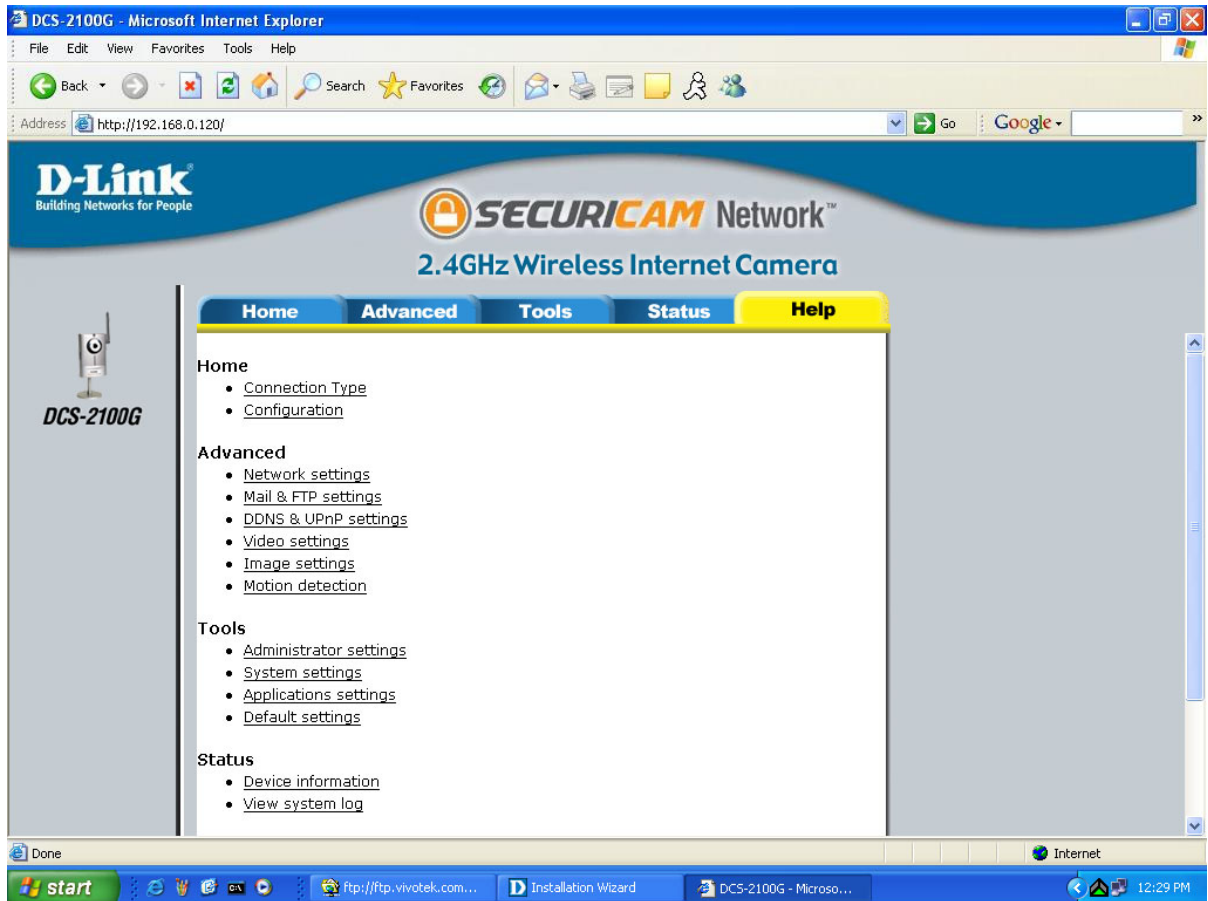 DCS-2100G - Microsoft Internet Explorer
File Edit View Favorites Tools Help
Back Search Favorites
Address http://192.168.0.120/ Go Google »
D-Link®
Building Networks for People
SECURICAM Network™
2.4GHz Wireless Internet Camera
Home Advanced Tools Status Help
DCS-2100G
Home
• Connection Type
• Configuration
Advanced
• Network settings
• Mail & FTP settings
• DDNS & UPnP settings
• Video settings
• Image settings
• Motion detection
Tools
• Administrator settings
• System settings
• Applications settings
• Default settings
Status
• Device information
• View system log
Done Internet
start ftp://ftp.vivotek.com... Installation Wizard DCS-2100G - Microso... 12:29 PM